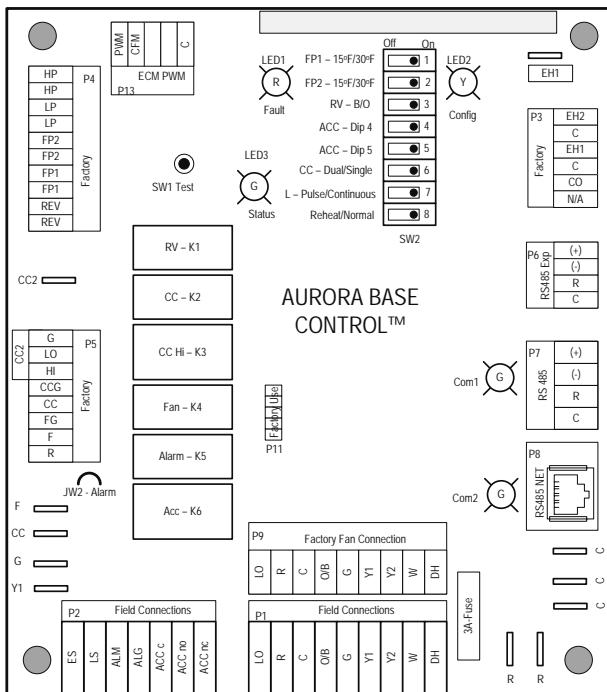 PWM
CFM
C
ECM PWM
P13
P4
HP
HP
LP
LP
FP2
FP2
FP1
FP1
REV
REV
Factory
SW1 Test
LED1
R
Fault
LED3
G
Status
Off On
FP1 – 15ºF/30ºF 1
FP2 – 15ºF/30ºF 2
RV – B/O 3
ACC – Dip 4 4
ACC – Dip 5 5
CC – Dual/Single 6
L – Pulse/Continuous 7
Reheat/Normal 8
SW2
LED2
Y
Config
EH1
P3
Factory
EH2
C
EH1
C
CO
N/A
P6
RS485 Exp
(+)
(-)
R
C
P7
RS 485
(+)
(-)
R
C
Com1
G
P8
RS485 NET
Com2
G
CC2
RV – K1
CC – K2
CC Hi – K3
Fan – K4
Alarm – K5
Acc – K6
AURORA BASE
CONTROL™
CC2
P5
G
LO
HI
CCG
CC
FG
F
R
Factory
JW2 - Alarm
Factory Use
P11
F
CC
G
Y1
P9 Factory Fan Connection
LO
R
C
O/B
G
Y1
Y2
W
DH
P2 Field Connections
ES
LS
ALM
ALG
ACC c
ACC no
ACC nc
P1 Field Connections
LO
R
C
O/B
G
Y1
Y2
W
DH
3A-Fuse
C
C
C
R
R